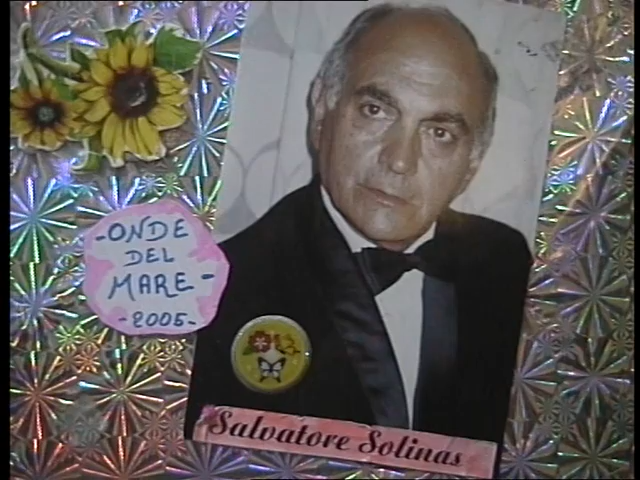 -ONDE
DEL
MARE-
-2005-
Salvatore Solinas